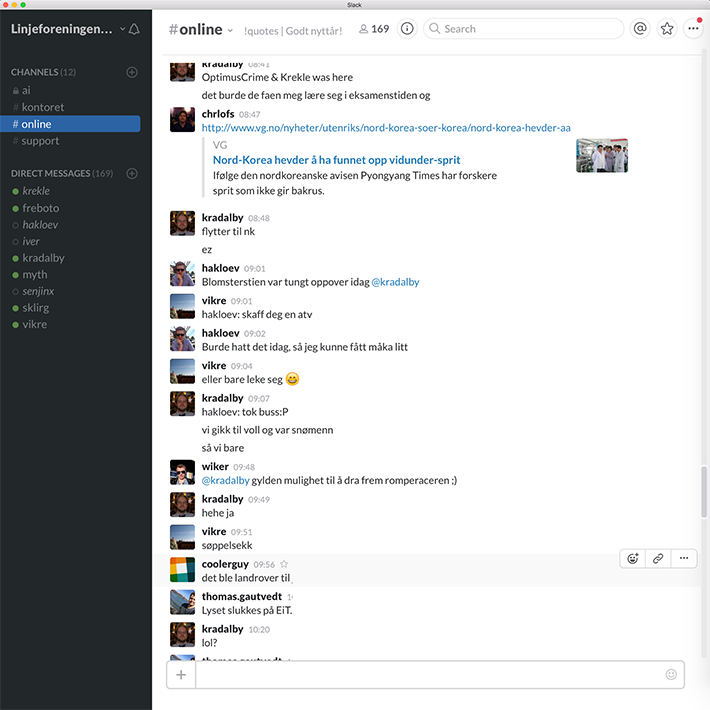 Slack
Linjeforeningen...
#online
!quotes | Godt nyttår!
169
Search
CHANNELS (12)
ai
# kontoret
# online
# support
DIRECT MESSAGES (169)
krekle
freboto
hakloev
iver
kradalby
myth
senjinx
sklirg
vikre
kradalby 08:41
OptimusCrime & Krekle was here
det burde de faen meg lære seg i eksamenstiden og
chrlofs 08:47
http://www.vg.no/nyheter/utenriks/nord-korea-soer-korea/nord-korea-hevder-aa
VG
Nord-Korea hevder å ha funnet opp vidunder-sprit
Ifølge den nordkoreanske avisen Pyongyang Times har forskere
sprit som ikke gir bakrus.
kradalby 08:48
flytter til nk
ez
hakloev 09:01
Blomsterstien var tungt oppover idag @kradalby
vikre 09:01
hakloev: skaff deg en atv
hakloev 09:02
Burde hatt det idag, så jeg kunne fått måka litt
vikre 09:04
eller bare leke seg
kradalby 09:07
hakloev: tok buss:P
vi gikk til voll og var snømenn
så vi bare
wiker 09:48
@kradalby gylden mulighet til å dra frem romperaceren ;)
kradalby 09:49
hehe ja
vikre 09:51
søppelsekk
coolerguy 09:56
det ble landrover til
thomas.gautvedt
Lyset slukkes på EiT.
kradalby 10:20
lol?
thomas.gautvedt